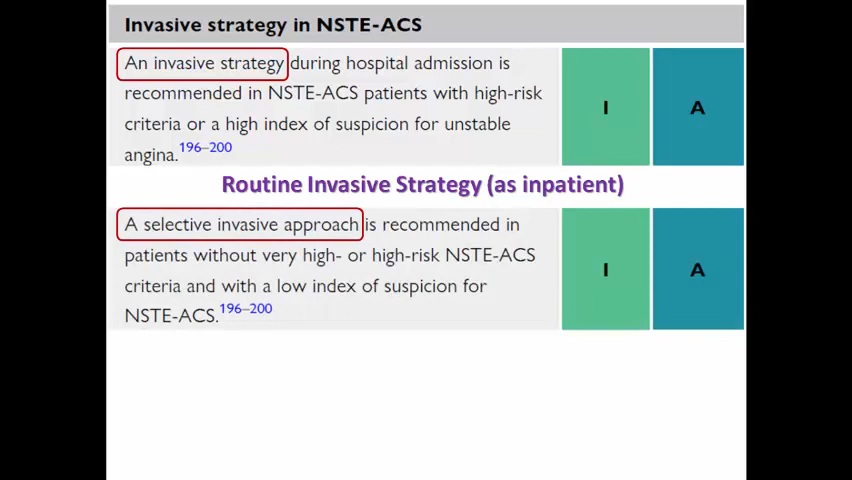 Invasive strategy in NSTE-ACS
An invasive strategy during hospital admission is
recommended in NSTE-ACS patients with high-risk
criteria or a high index of suspicion for unstable
angina.196–200
I
A
Routine Invasive Strategy (as inpatient)
A selective invasive approach is recommended in
patients without very high- or high-risk NSTE-ACS
criteria and with a low index of suspicion for
NSTE-ACS.196–200
I
A